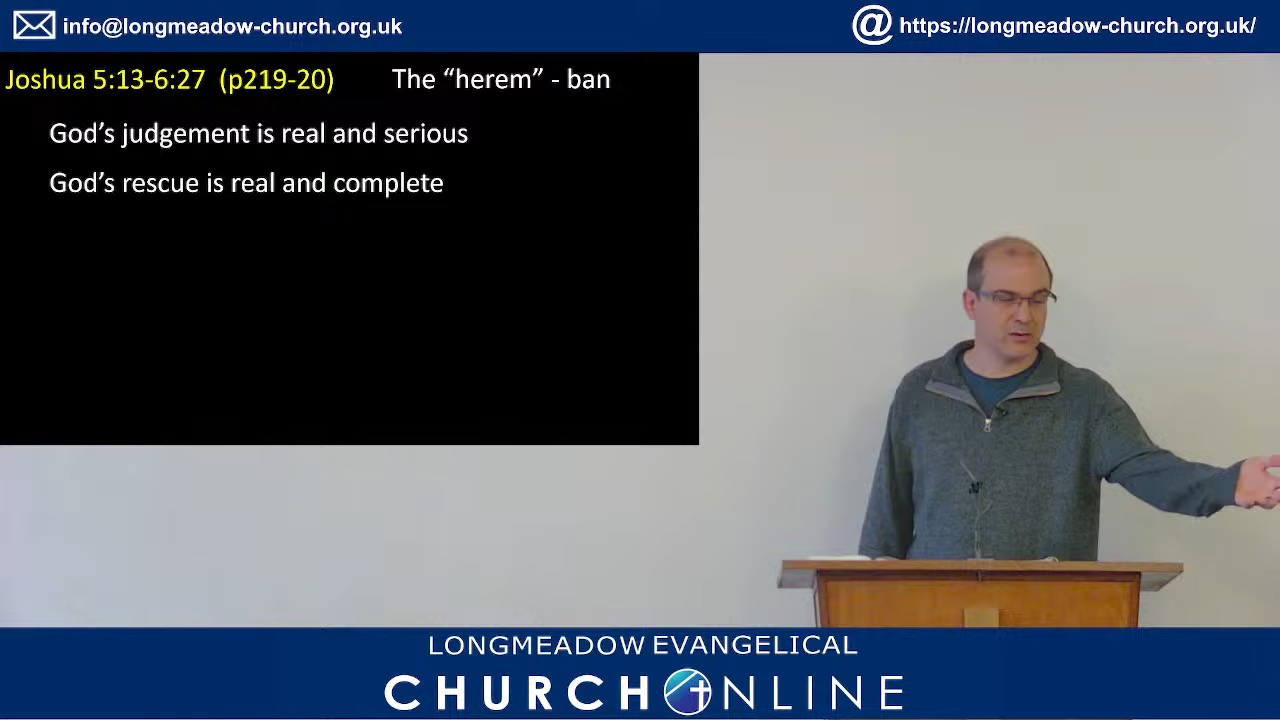 info@longmeadow-church.org.uk
@ https://longmeadow-church.org.uk/
Joshua 5:13-6:27 (p219-20) The “herem” - ban
God’s judgement is real and serious
God’s rescue is real and complete
LONGMEADOW EVANGELICAL
CHURCH ONLINE